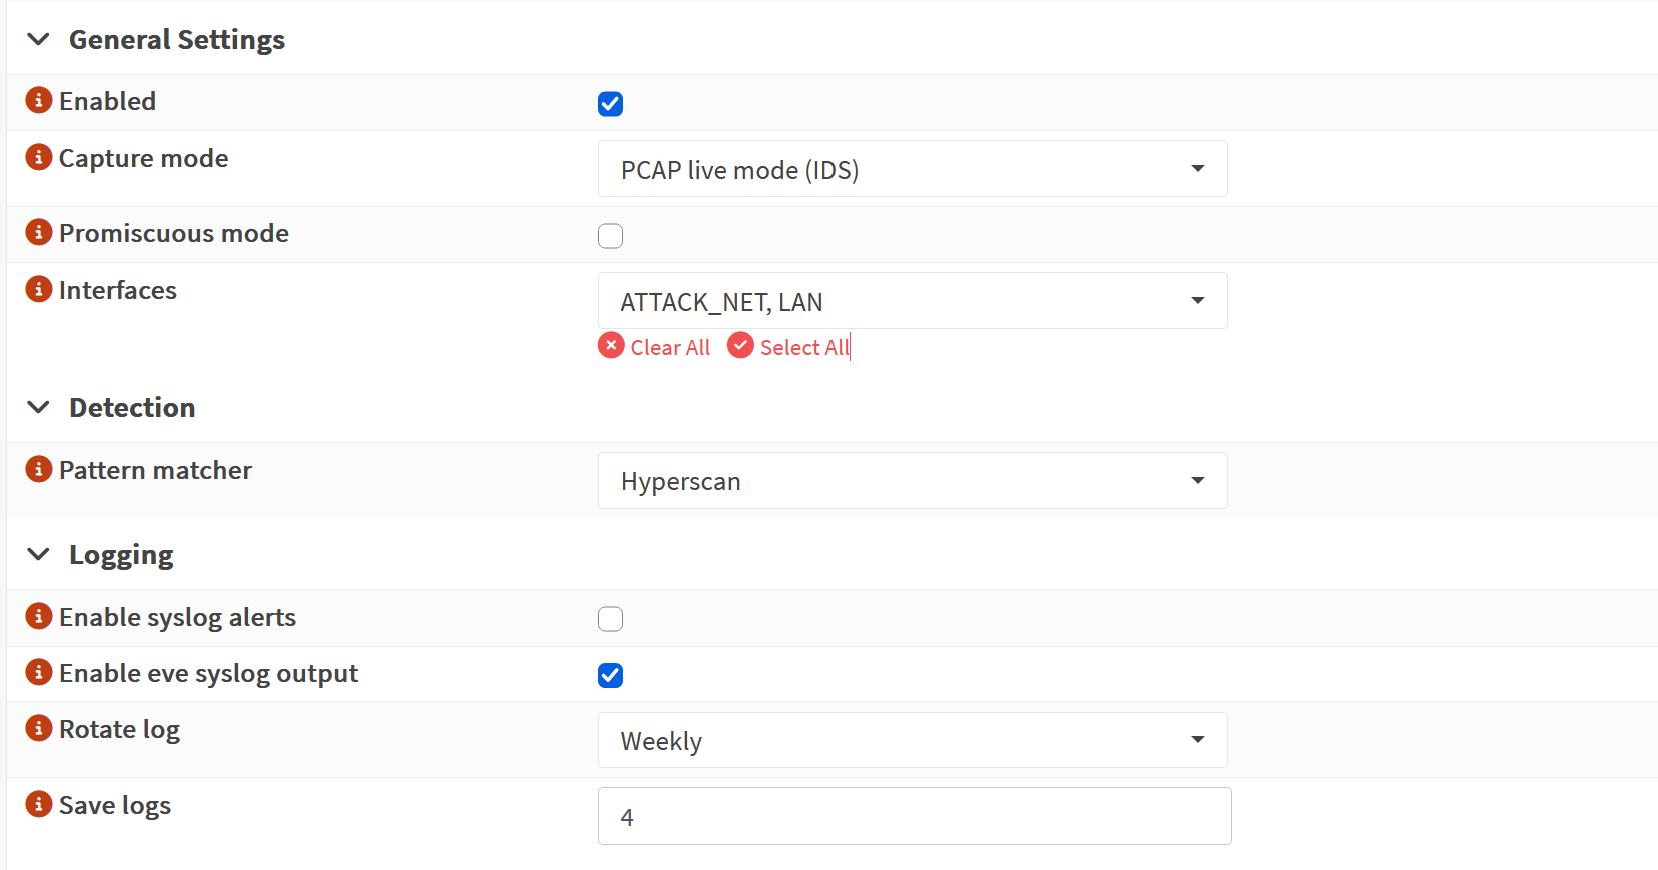 General Settings
Enabled
Capture mode
PCAP live mode (IDS)
Promiscuous mode
Interfaces
ATTACK_NET, LAN
Clear All Select All
Detection
Pattern matcher
Hyperscan
Logging
Enable syslog alerts
Enable eve syslog output
Rotate log
Weekly
Save logs
4